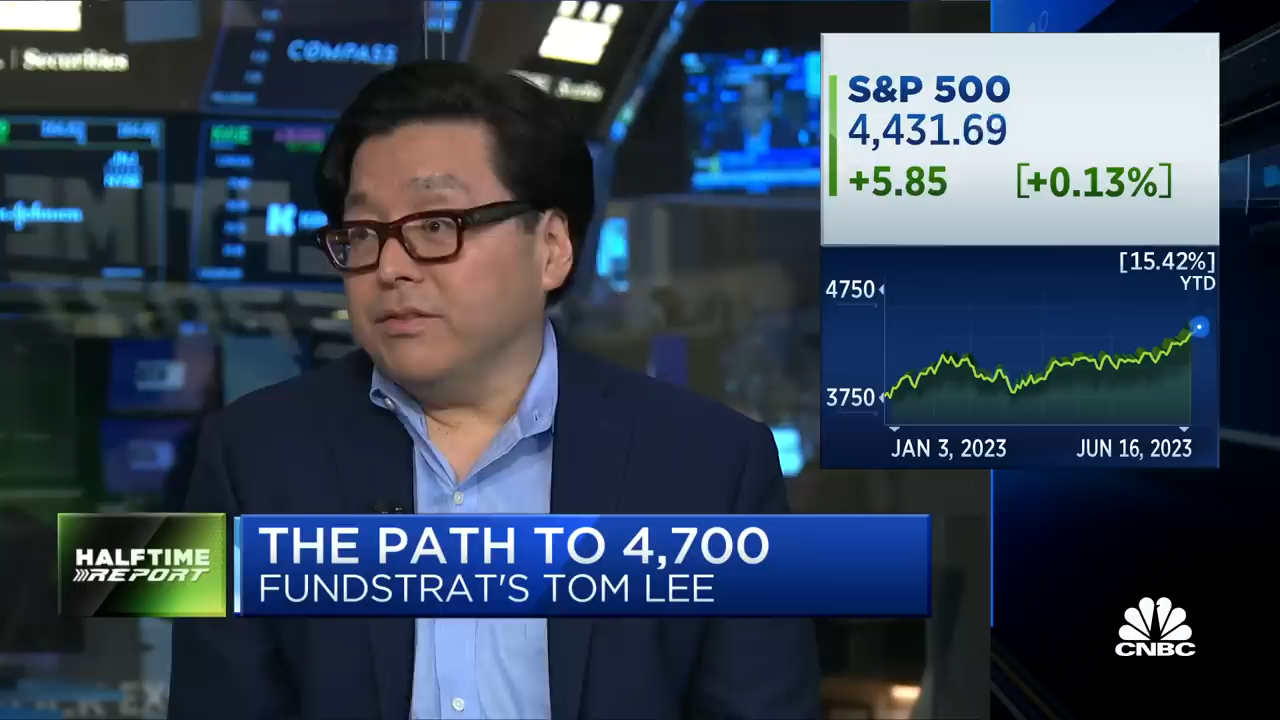 Securities
COMPASS
S&P 500
4,431.69
+5.85 [+0.13%]
[15.42%]
YTD
4750
3750
JAN 3, 2023 JUN 16, 2023
HALFTIME
REPORT
THE PATH TO 4,700
FUNDSTRAT'S TOM LEE
CNBC